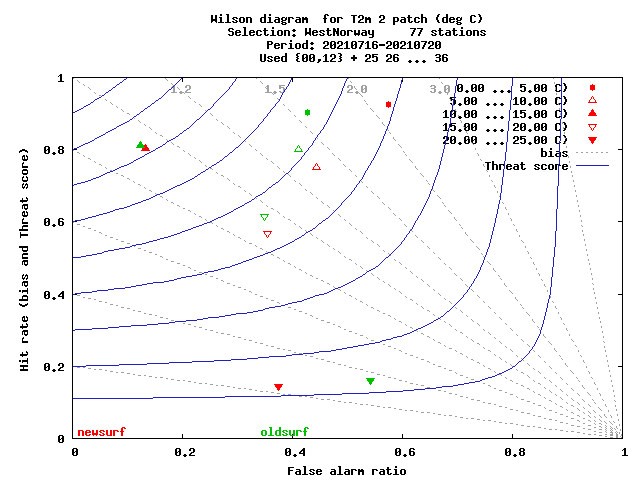 Wilson diagram  for T2m 2 patch (deg C)
Selection: WestNorway     77 stations
Period: 20210716-20210720
Used {00,12} + 25 26 ... 36
1.2 1.5 2.0 3.0
0.00 ... 5.00 C)
5.00 ... 10.00 C)
10.00 ... 15.00 C)
15.00 ... 20.00 C)
20.00 ... 25.00 C)
bias
Threat score
Hit rate (bias and Threat score)
1
0.8
0.6
0.4
0.2
0
newsurf
oldsurf
0 0.2 0.4 0.6 0.8 1
False alarm ratio